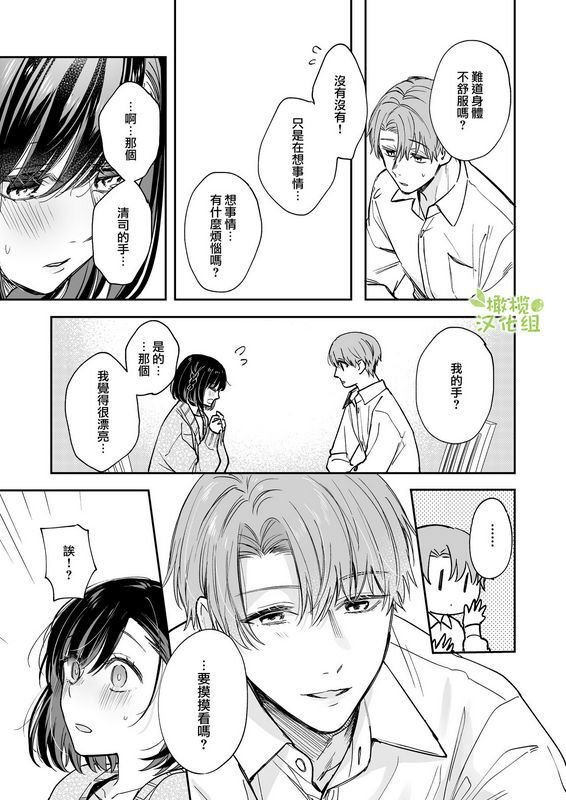 難道身體
不舒服嗎？
沒有沒有！
只是在想事情…
想事情…
有什麼煩惱嗎？
…啊…那個
清司的手…
橄榄
汉化组
我的手？
是的…
…那個
我覺得很漂亮…
………
…要摸摸看嗎？
誒！？